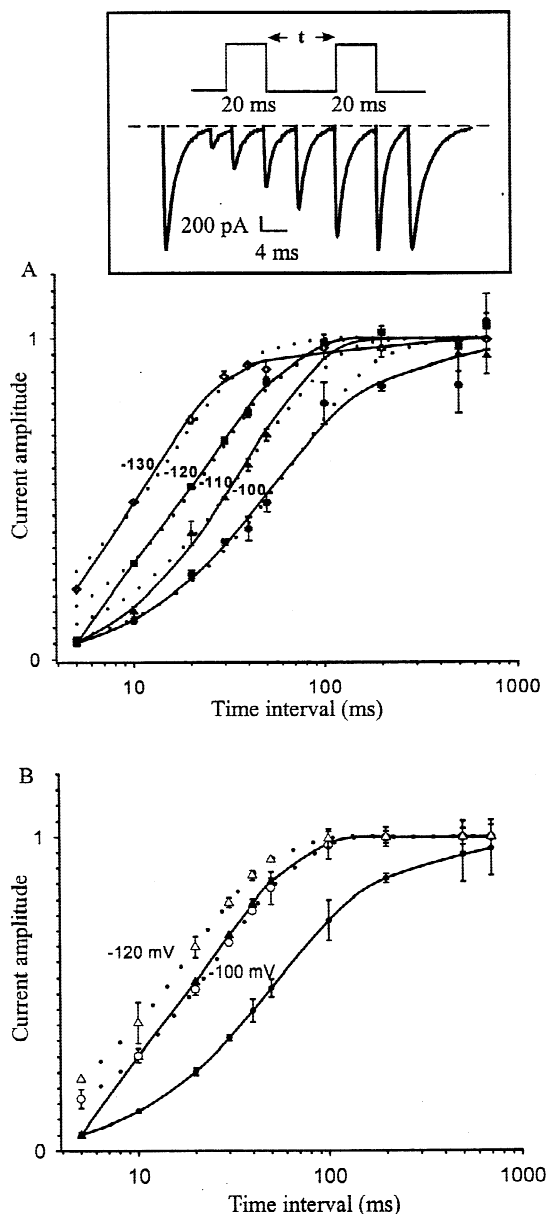 t
20 ms 20 ms
200 pA
4 ms
A
1
-130
-120
-110
-100
Current amplitude
0
10 100 1000
Time interval (ms)
B
1
-120 mV
-100 mV
Current amplitude
0
10 100 1000
Time interval (ms)